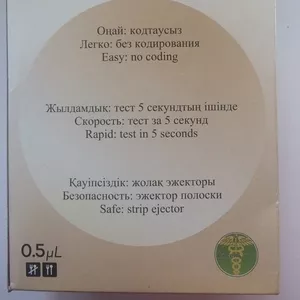 Оңай: кодтаусыз
Легко: без кодирования
Easy: no coding
Жылдамдық: тест 5 секундтың ішінде
Скорость: тест за 5 секунд
Rapid: test in 5 seconds
Қауіпсіздік: жолақ эжекторы
Безопасность: эжектор полоски
Safe: strip ejector
0.5µL